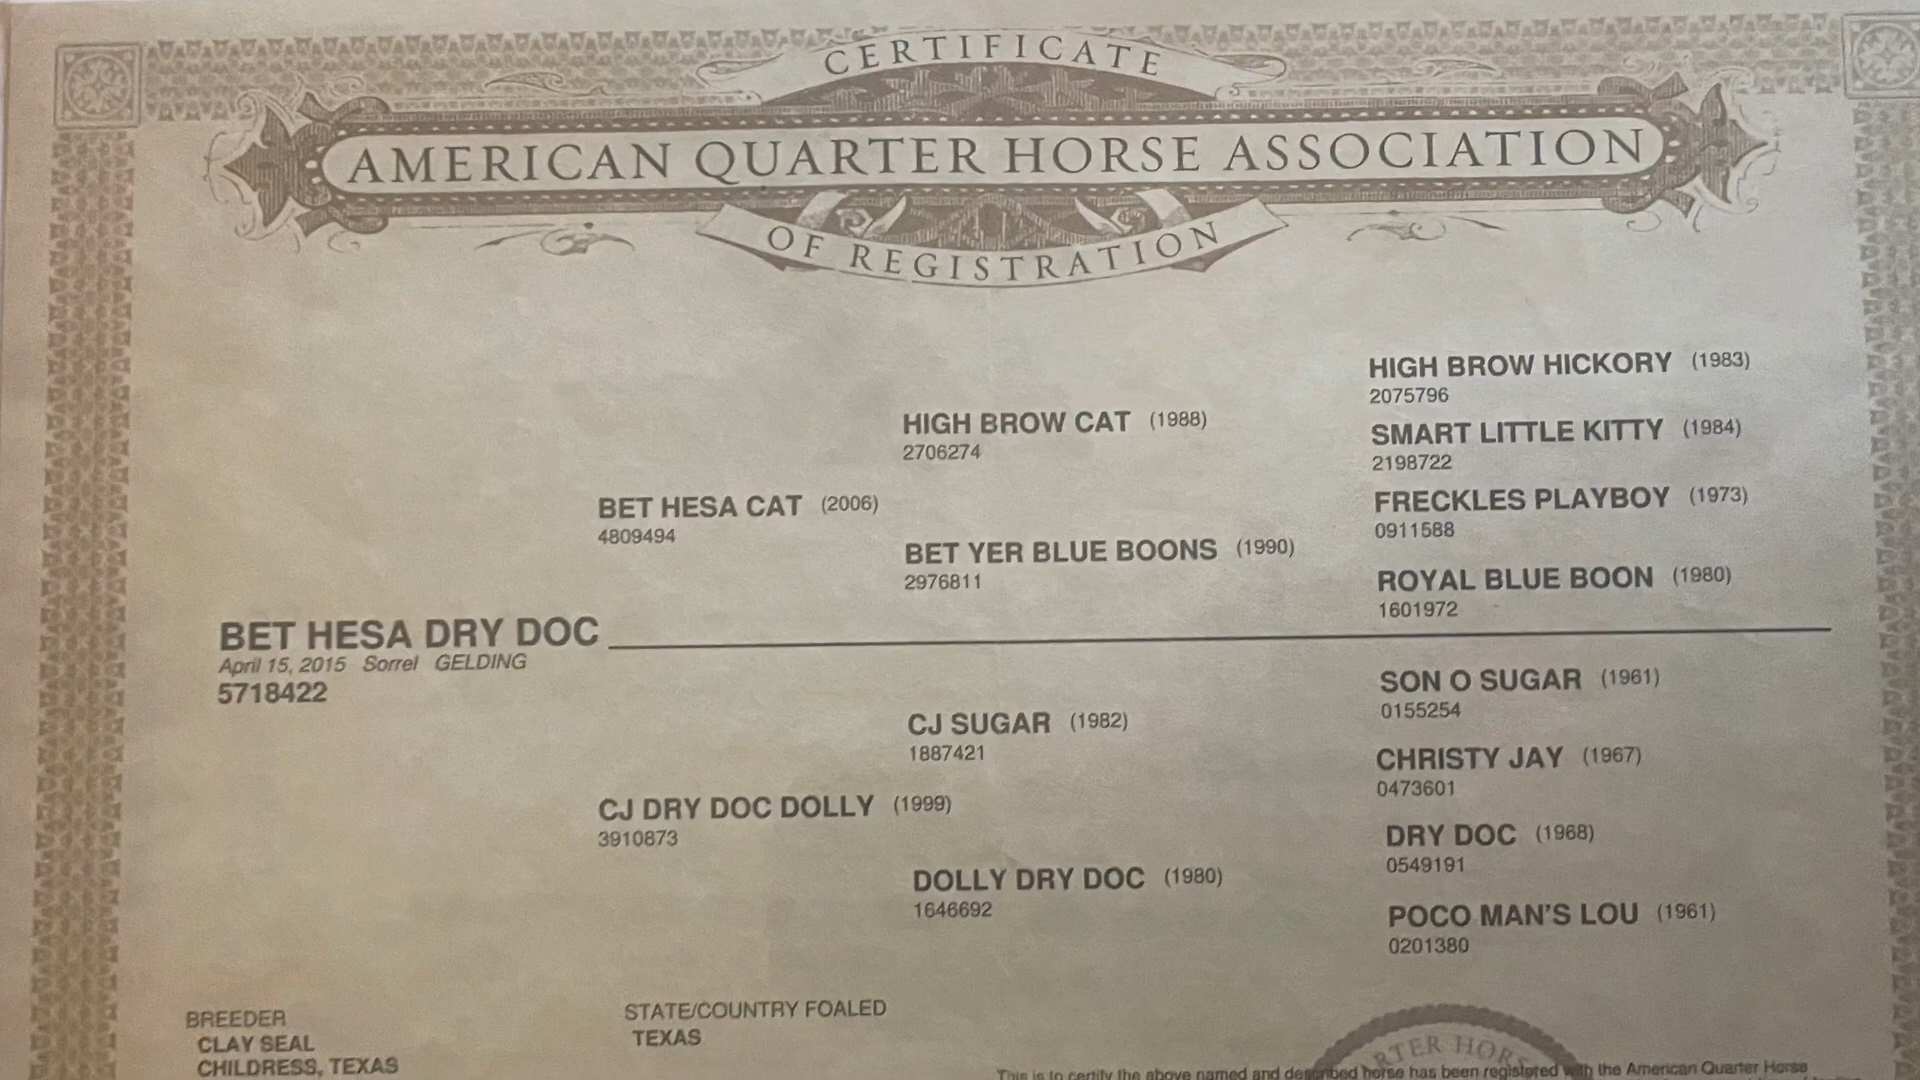 CERTIFICATE
AMERICAN QUARTER HORSE ASSOCIATION
OF REGISTRATION
HIGH BROW HICKORY (1983)
2075796
HIGH BROW CAT (1988)
2706274
SMART LITTLE KITTY (1984)
2198722
BET HESA CAT (2006)
4809494
FRECKLES PLAYBOY (1973)
0911588
BET YER BLUE BOONS (1990)
2976811
ROYAL BLUE BOON (1980)
1601972
BET HESA DRY DOC
April 15, 2015 Sorrel GELDING
5718422
SON O SUGAR (1961)
0155254
CJ SUGAR (1982)
1887421
CHRISTY JAY (1967)
0473601
CJ DRY DOC DOLLY (1999)
3910873
DRY DOC (1968)
0549191
DOLLY DRY DOC (1980)
1646692
POCO MAN'S LOU (1961)
0201380
BREEDER
CLAY SEAL
CHILDRESS, TEXAS
STATE/COUNTRY FOALED
TEXAS
RTER HORS
This is to certify the above named and described horse has been registered with the American Quarter Horse